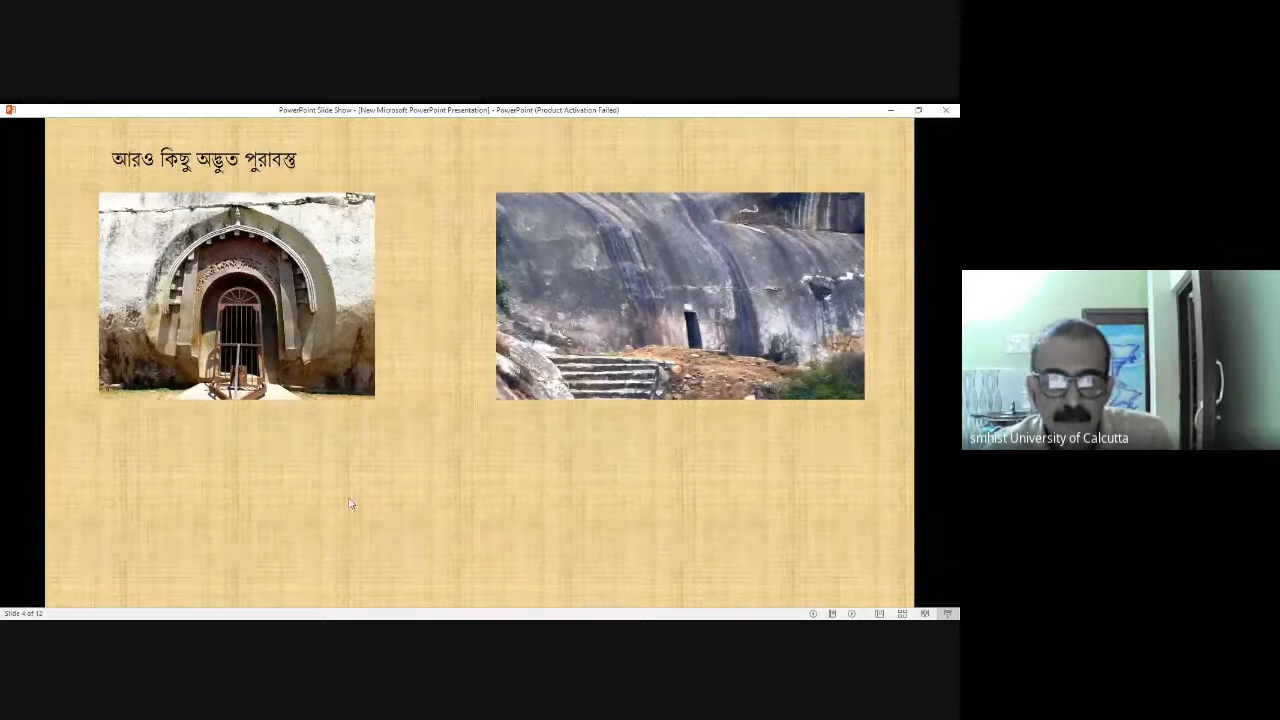 PowerPoint Slide Show - [New Microsoft PowerPoint Presentation] - PowerPoint (Product Activation Failed)
আরও কিছু অদ্ভুত পুরাবস্তু
smhist University of Calcutta
Slide 4 of 12